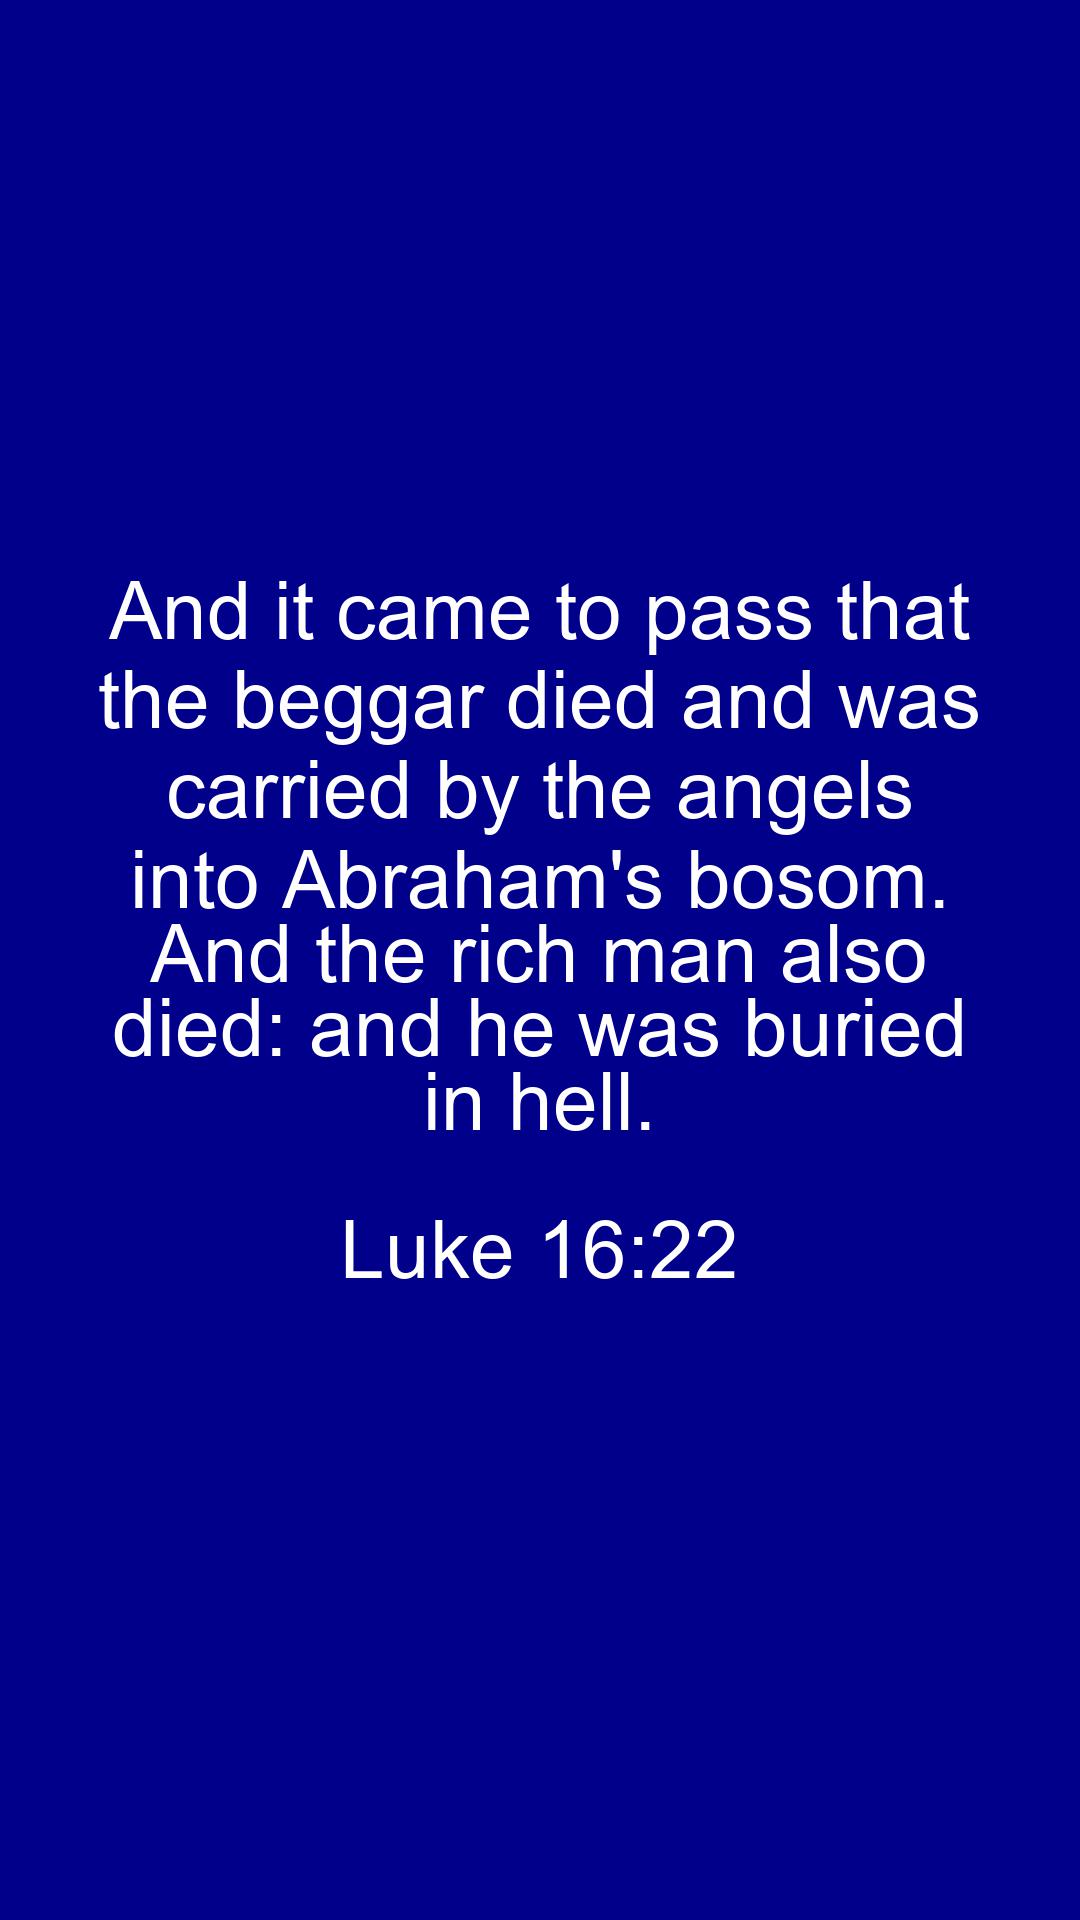 And it came to pass that
the beggar died and was
carried by the angels
into Abraham's bosom.
And the rich man also
died: and he was buried
in hell.
Luke 16:22